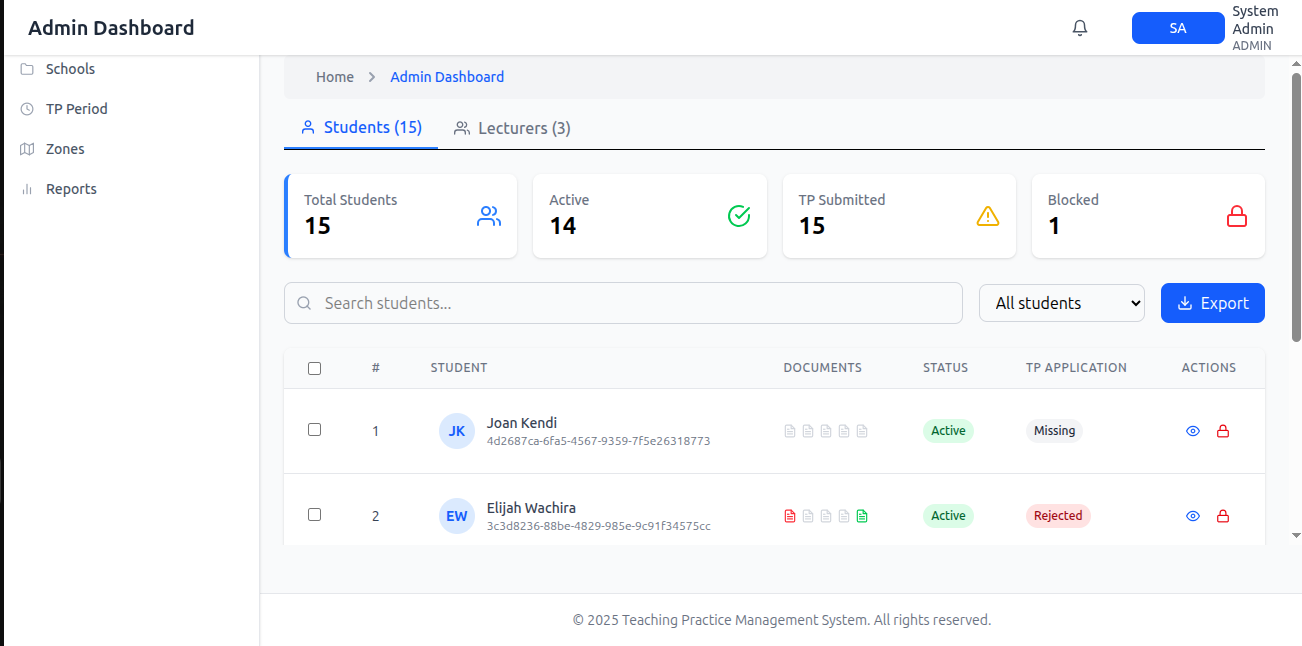 Admin Dashboard
SA
System
Admin
ADMIN
Schools
TP Period
Zones
Reports
Home
Admin Dashboard
Students (15)
Lecturers (3)
Total Students
15
Active
14
TP Submitted
15
Blocked
1
Search students...
All students
Export
# STUDENT DOCUMENTS STATUS TP APPLICATION ACTIONS
1 JK Joan Kendi Active Missing
4d2687ca-6fa5-4567-9359-7f5e26318773
2 EW Elijah Wachira Active Rejected
3c3d8236-88be-4829-985e-9c91f34575cc
© 2025 Teaching Practice Management System. All rights reserved.